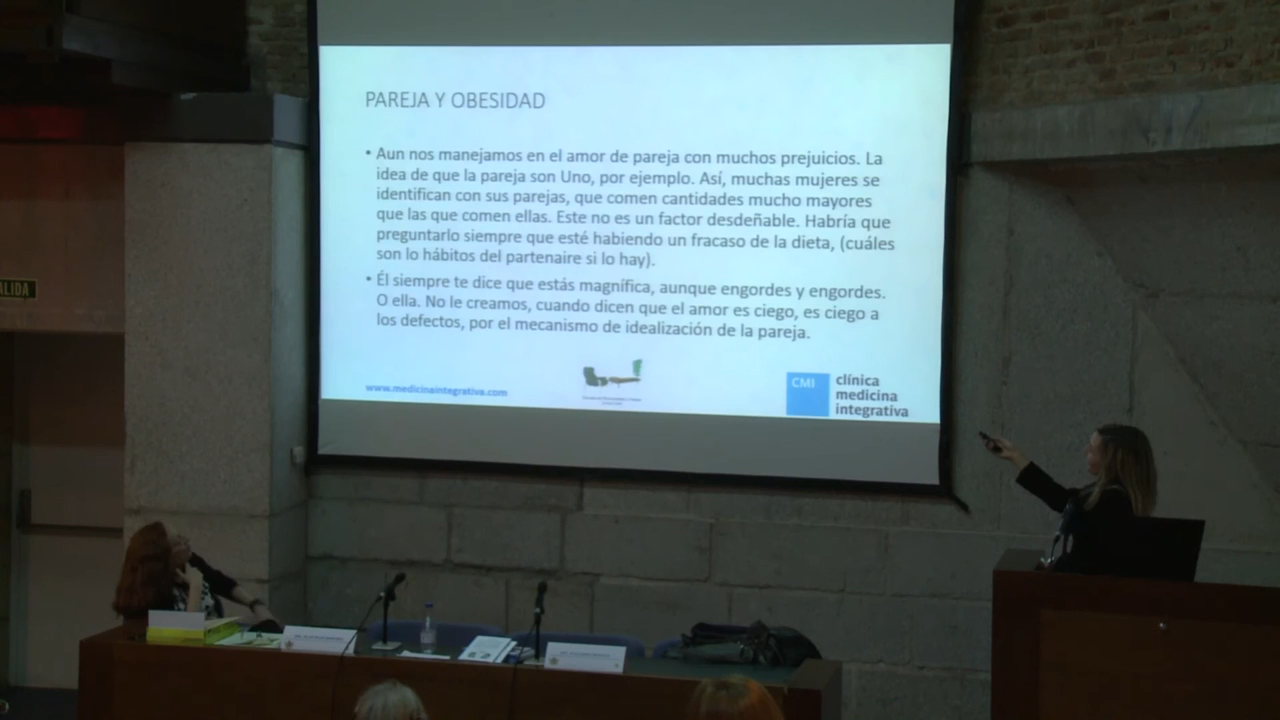 PAREJA Y OBESIDAD
• Aun nos manejamos en el amor de pareja con muchos prejuicios. La
idea de que la pareja son Uno, por ejemplo. Así, muchas mujeres se
identifican con sus parejas, que comen cantidades mucho mayores
que las que comen ellas. Este no es un factor desdeñable. Habría que
preguntarlo siempre que esté habiendo un fracaso de la dieta, (cuáles
son lo hábitos del partenaire si lo hay).
• Él siempre te dice que estás magnífica, aunque engordes y engordes.
O ella. No le creamos, cuando dicen que el amor es ciego, es ciego a
los defectos, por el mecanismo de idealización de la pareja.
www.medicinaintegrativa.com
CMI
clínica
medicina
integrativa
ALIDA